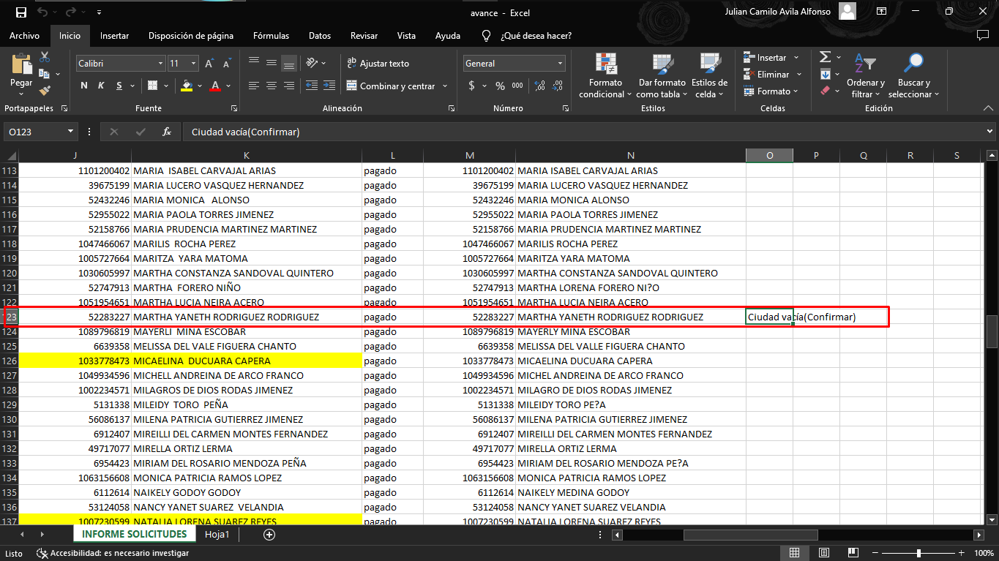 avance - Excel
Julian Camilo Avila Alfonso
Archivo Inicio Insertar Disposición de página Fórmulas Datos Revisar Vista Ayuda ¿Qué desea hacer?
Pegar
Calibri 11
N K S
Ajustar texto
Combinar y centrar
General
$ % 000
Formato condicional
Dar formato como tabla
Estilos de celda
Insertar
Eliminar
Formato
Ordenar y filtrar
Buscar y seleccionar
Portapapeles Fuente Alineación Número Estilos Celdas Edición
O123 fx Ciudad vacía(Confirmar)
J K L M N O P Q R S
113 1101200402 MARIA  ISABEL CARVAJAL ARIAS pagado 1101200402 MARIA ISABEL CARVAJAL ARIAS
114 39675199 MARIA LUCERO VASQUEZ HERNANDEZ pagado 39675199 MARIA LUCERO VASQUEZ HERNANDEZ
115 52432246 MARIA MONICA   ALONSO pagado 52432246 MARIA MONICA ALONSO
116 52955022 MARIA PAOLA TORRES JIMENEZ pagado 52955022 MARIA PAOLA TORRES JIMENEZ
117 52158766 MARIA PRUDENCIA MARTINEZ MARTINEZ pagado 52158766 MARIA PRUDENCIA MARTINEZ MARTINEZ
118 1047466067 MARILIS  ROCHA PEREZ pagado 1047466067 MARILIS ROCHA PEREZ
119 1005727664 MARITZA  YARA MATOMA pagado 1005727664 MARITZA YARA MATOMA
120 1030605997 MARTHA CONSTANZA SANDOVAL QUINTERO pagado 1030605997 MARTHA CONSTANZA SANDOVAL QUINTERO
121 52747913 MARTHA  FORERO NIÑO pagado 52747913 MARTHA LORENA FORERO NI?O
122 1051954651 MARTHA LUCIA NEIRA ACERO pagado 1051954651 MARTHA LUCIA NEIRA ACERO
23 52283227 MARTHA YANETH RODRIGUEZ RODRIGUEZ pagado 52283227 MARTHA YANETH RODRIGUEZ RODRIGUEZ Ciudad vacía(Confirmar)
124 1089796819 MAYERLI  MINA ESCOBAR pagado 1089796819 MAYERLY MINA ESCOBAR
125 6639358 MELISSA DEL VALE FIGUERA CHANTO pagado 6639358 MELISSA DEL VALLE FIGUERA CHANTO
126 1033778473 MICAELINA  DUCUARA CAPERA pagado 1033778473 MICAELINA DUCUARA CAPERA
127 1049934596 MICHELL ANDREINA DE ARCO FRANCO pagado 1049934596 MICHEL ANDREINA DE ARCO FRANCO
128 1002234571 MILAGROS DE DIOS RODAS JIMENEZ pagado 1002234571 MILAGRO DE DIOS RODAS JIMENEZ
129 5131338 MILEIDY  TORO  PEÑA pagado 5131338 MILEIDY TORO PE?A
130 56086137 MILENA PATRICIA GUTIERREZ JIMENEZ pagado 56086137 MILENA PATRICIA GUTIERREZ JIMENEZ
131 6912407 MIREILLI DEL CARMEN MONTES FERNANDEZ pagado 6912407 MIREILLI DEL CARMEN MONTES FERNANDEZ
132 49717077 MIRELLA ORTIZ LERMA pagado 49717077 MIRELLA ORTIZ LERMA
133 6954423 MIRIAM DEL ROSARIO MENDOZA PEÑA pagado 6954423 MIRIAM DEL ROSARIO MENDOZA PE?A
134 1063156608 MONICA PATRICIA RAMOS LOPEZ pagado 1063156608 MONICA PATRICIA RAMOS LOPEZ
135 6112614 NAIKELY GODOY GODOY pagado 6112614 NAIKELY MEDINA GODOY
136 53124058 NANCY YANET SUAREZ  VELANDIA pagado 53124058 NANCY YANET SUAREZ VELANDIA
137 1007230599 NATALIA LORENA SUAREZ REYES pagado 1007230599 NATALIA LORENA SUAREZ REYES
INFORME SOLICITUDES Hoja1
Listo Accesibilidad: es necesario investigar 100%